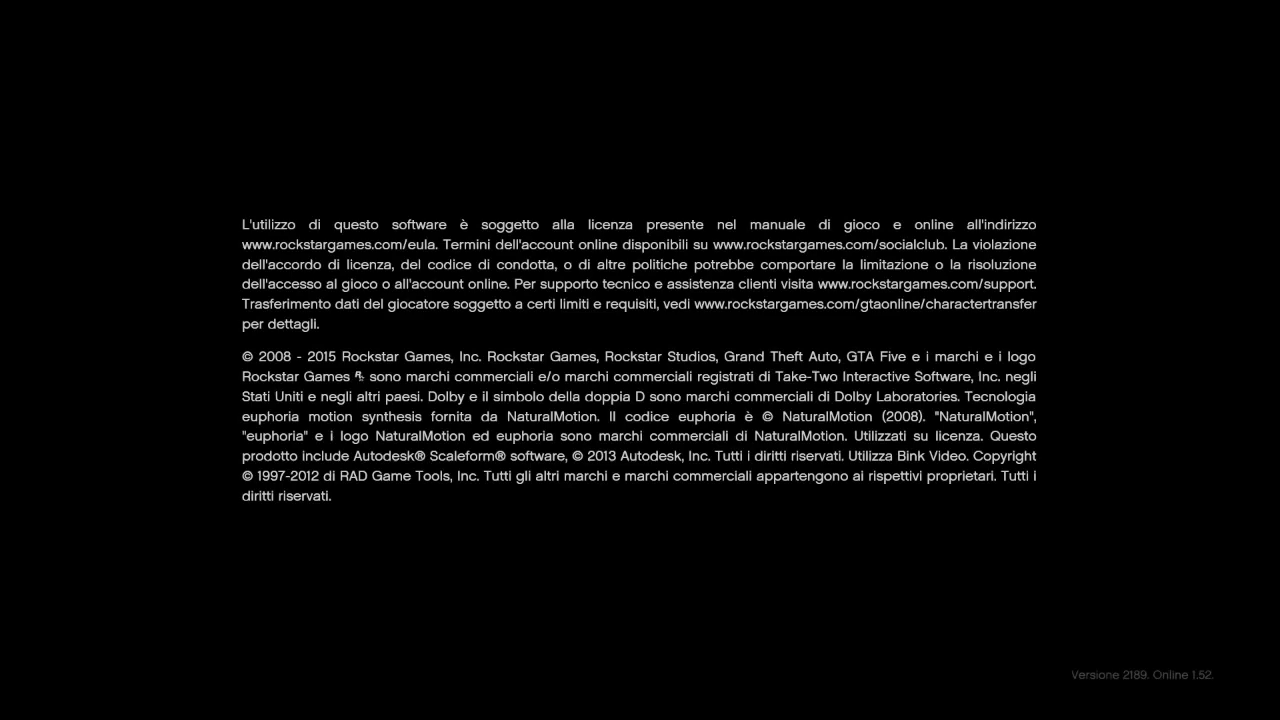 L'utilizzo di questo software è soggetto alla licenza presente nel manuale di gioco e online all'indirizzo
www.rockstargames.com/eula. Termini dell'account online disponibili su www.rockstargames.com/socialclub. La violazione
dell'accordo di licenza, del codice di condotta, o di altre politiche potrebbe comportare la limitazione o la risoluzione
dell'accesso al gioco o all'account online. Per supporto tecnico e assistenza clienti visita www.rockstargames.com/support.
Trasferimento dati del giocatore soggetto a certi limiti e requisiti, vedi www.rockstargames.com/gtaonline/charactertransfer
per dettagli.
© 2008 - 2015 Rockstar Games, Inc. Rockstar Games, Rockstar Studios, Grand Theft Auto, GTA Five e i marchi e i logo
Rockstar Games R* sono marchi commerciali e/o marchi commerciali registrati di Take-Two Interactive Software, Inc. negli
Stati Uniti e negli altri paesi. Dolby e il simbolo della doppia D sono marchi commerciali di Dolby Laboratories. Tecnologia
euphoria motion synthesis fornita da NaturalMotion. Il codice euphoria è © NaturalMotion (2008). "NaturalMotion",
"euphoria" e i logo NaturalMotion ed euphoria sono marchi commerciali di NaturalMotion. Utilizzati su licenza. Questo
prodotto include Autodesk® Scaleform® software, © 2013 Autodesk, Inc. Tutti i diritti riservati. Utilizza Bink Video. Copyright
© 1997-2012 di RAD Game Tools, Inc. Tutti gli altri marchi e marchi commerciali appartengono ai rispettivi proprietari. Tutti i
diritti riservati.
Versione 2189. Online 1.52.